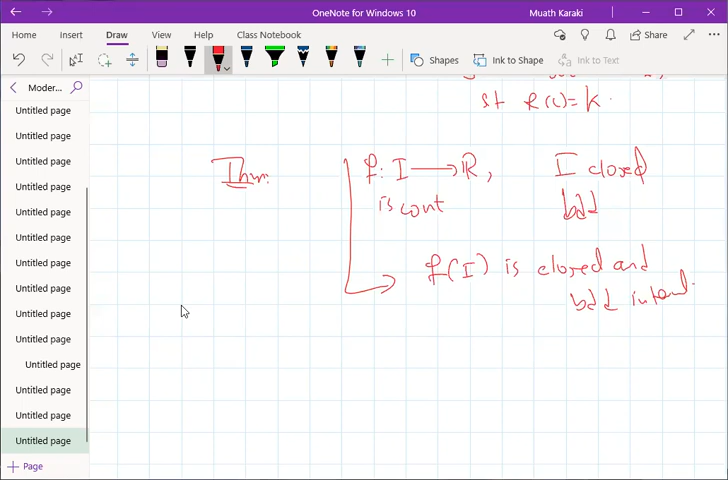 OneNote for Windows 10
Muath Karaki
Home Insert Draw View Help Class Notebook
Share
Shapes Ink to Shape Ink to Text
Moder...
Untitled page
Untitled page
Untitled page
Untitled page
Untitled page
Untitled page
Untitled page
Untitled page
Untitled page
Untitled page
Untitled page
Untitled page
Untitled page
Untitled page
Page
st R(c)=k.
Thm: f: I → ℝ, I closed
is cont bdd
f(I) is closed and
bdd interval.